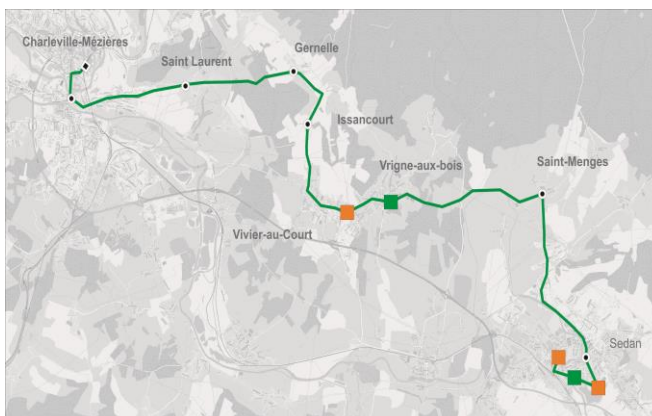 Charleville-Mézières
Saint Laurent
Gernelle
Issancourt
Vrigne-aux-bois
Saint-Menges
Vivier-au-Court
Sedan